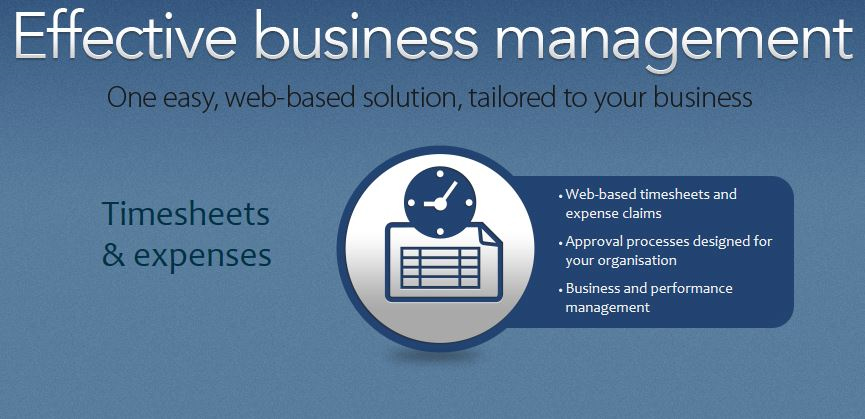 Effective business management
One easy, web-based solution, tailored to your business
Timesheets
& expenses
• Web-based timesheets and
expense claims
• Approval processes designed for
your organisation
• Business and performance
management